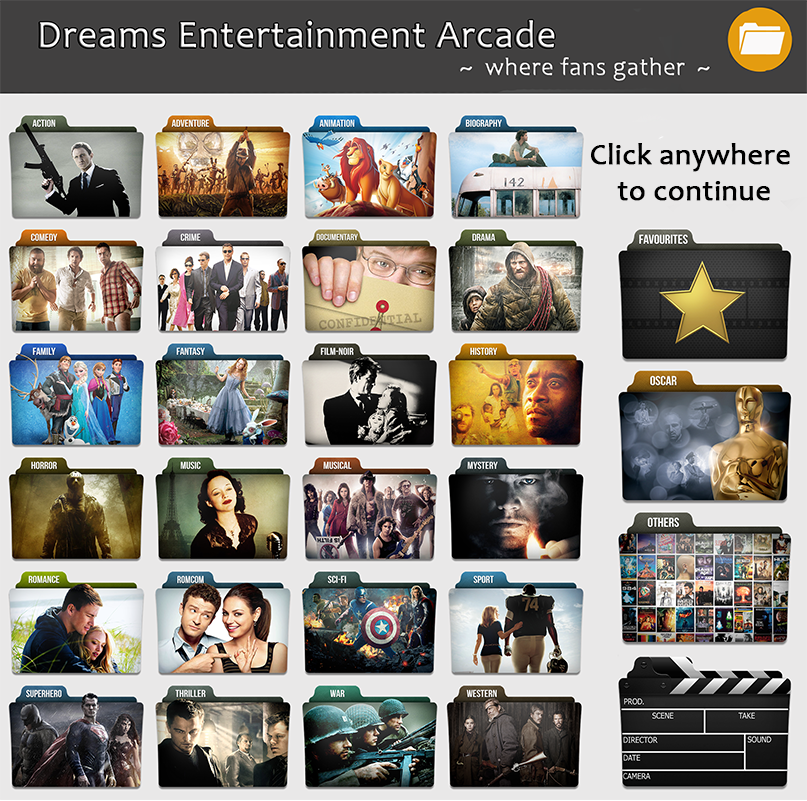 Dreams Entertainment Arcade
~ where fans gather ~
ACTION
ADVENTURE
ANIMATION
BIOGRAPHY
142
Click anywhere
to continue
COMEDY
CRIME
DOCUMENTARY
CONFIDENTIAL
DRAMA
FAVOURITES
FAMILY
FANTASY
FILM-NOIR
HISTORY
OSCAR
HORROR
MUSIC
MUSICAL
MYSTERY
OTHERS
ROMANCE
ROMCOM
SCI-FI
SPORT
74
SUPERHERO
THRILLER
WAR
WESTERN
PROD.
SCENE TAKE
DIRECTOR SOUND
DATE
CAMERA